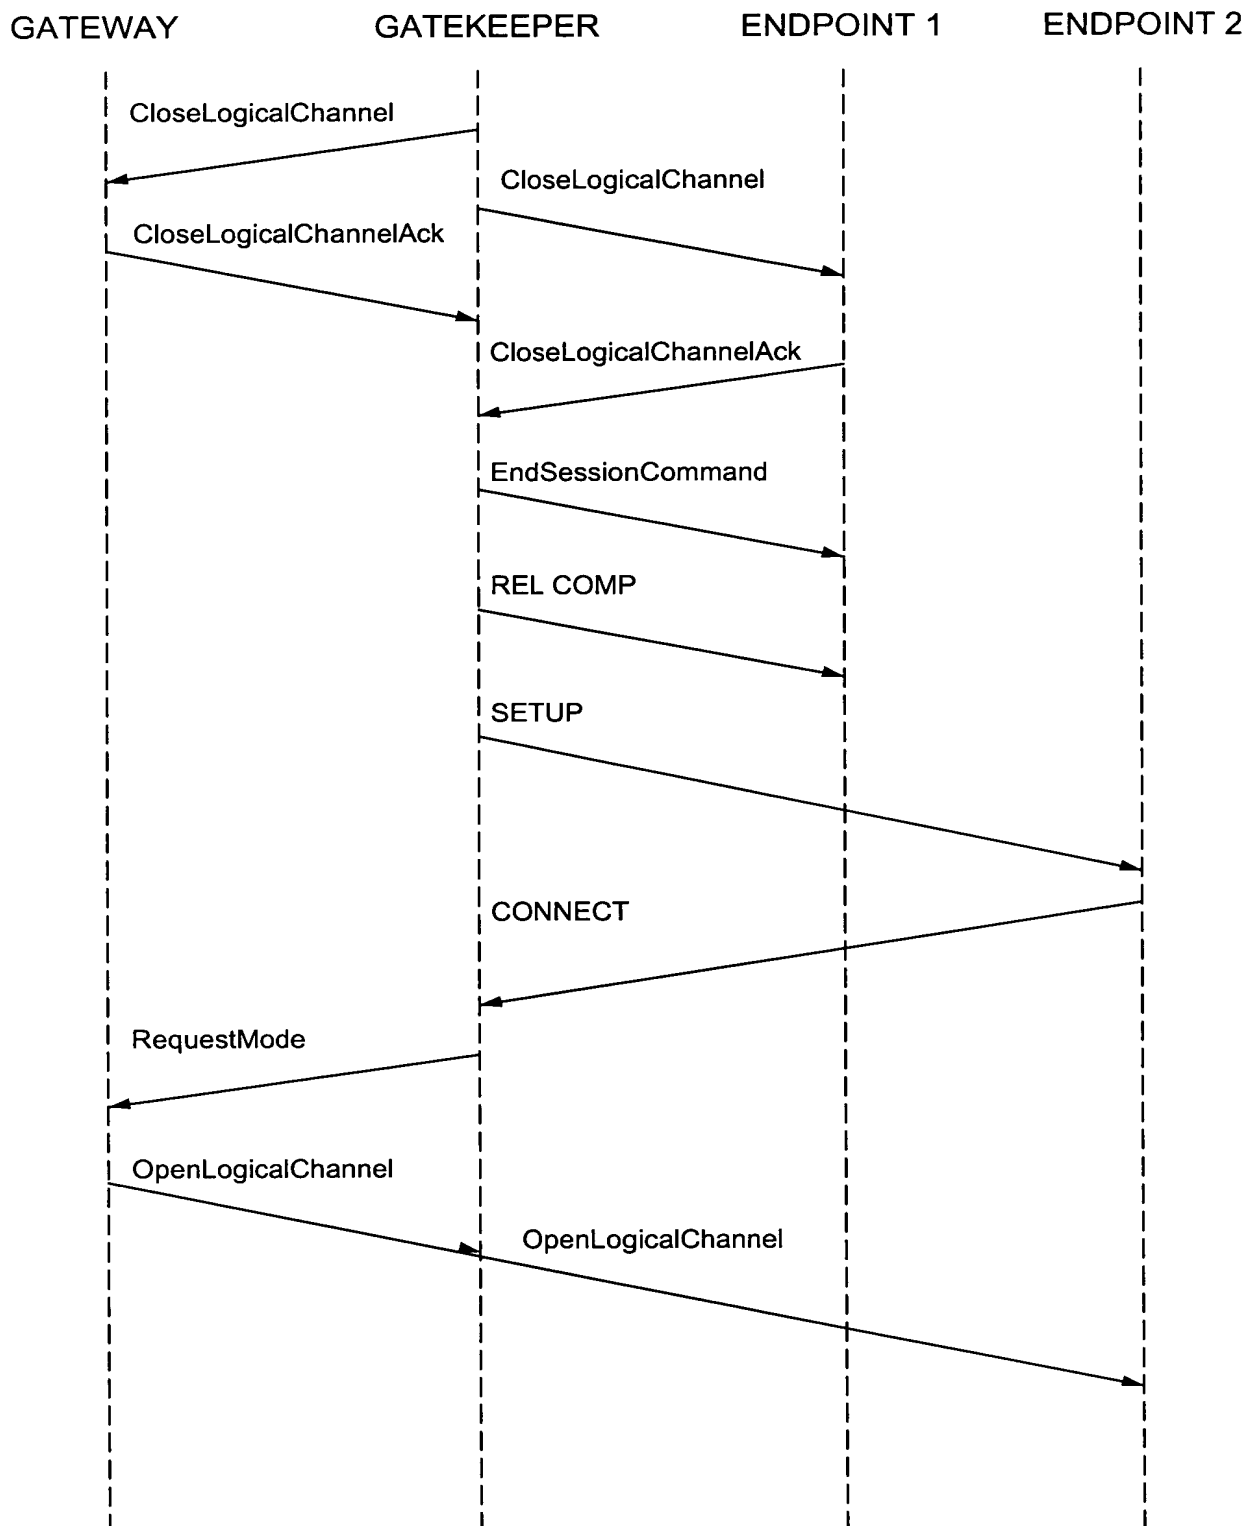 GATEWAY GATEKEEPER ENDPOINT 1 ENDPOINT 2
CloseLogicalChannel
CloseLogicalChannel
CloseLogicalChannelAck
CloseLogicalChannelAck
EndSessionCommand
REL COMP
SETUP
CONNECT
RequestMode
OpenLogicalChannel
OpenLogicalChannel